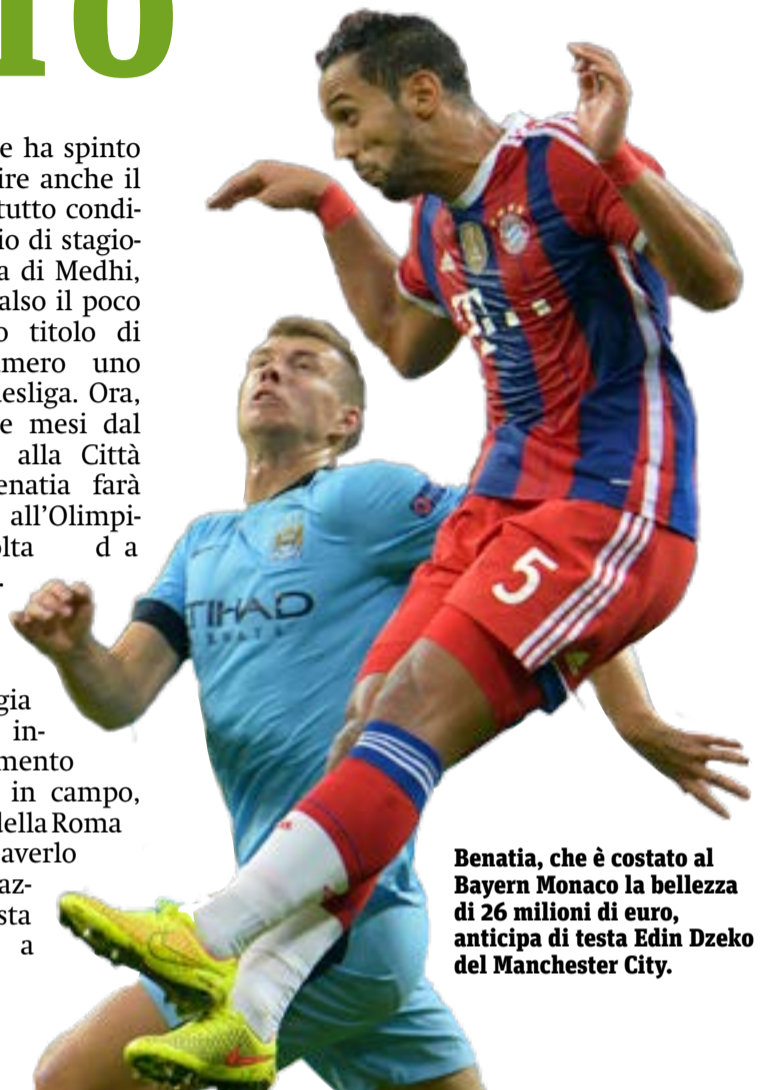 TO
e ha spinto
ire anche il
tutto condi-
io di stagio-
a di Medhi,
also il poco
o titolo di
mero uno
esliga. Ora,
e mesi dal
alla Città
enatia farà
all'Olimpi-
olta d a
gia
in-
mento
in campo,
della Roma
averlo
az-
sta
a
T..
5
TIHAD
Benatia, che è costato al
Bayern Monaco la bellezza
di 26 milioni di euro,
anticipa di testa Edin Dzeko
del Manchester City.